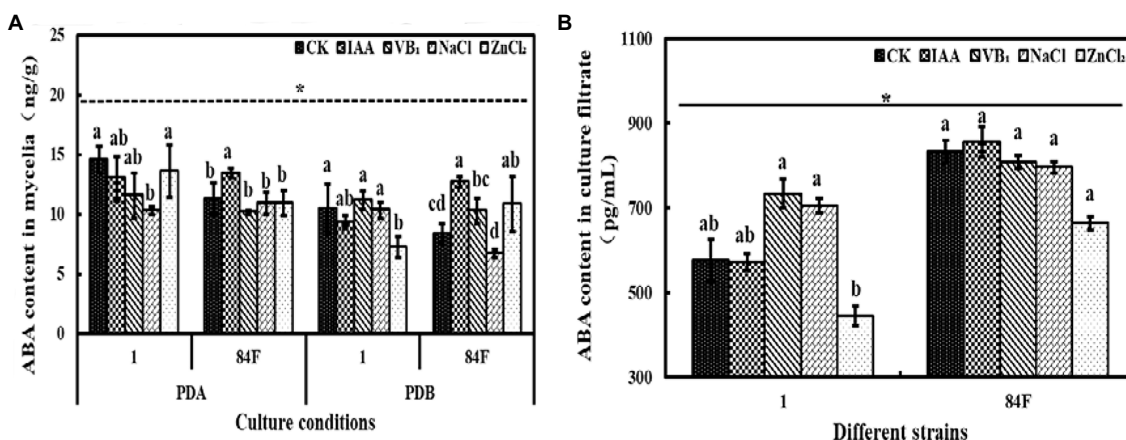 A
25
20
15
10
5
0
ABA content in mycelia (ng/g)
CK IAA VB₁ NaCl ZnCl₂
*
a ab ab b a
b a b b b
a ab a a b
cd a bc d ab
1 84F 1 84F
PDA PDB
Culture conditions
B
1100
900
700
500
300
ABA content in culture filtrate
(pg/mL)
CK IAA VB₁ NaCl ZnCl₂
*
ab ab a a b
a a a a a
1 84F
Different strains